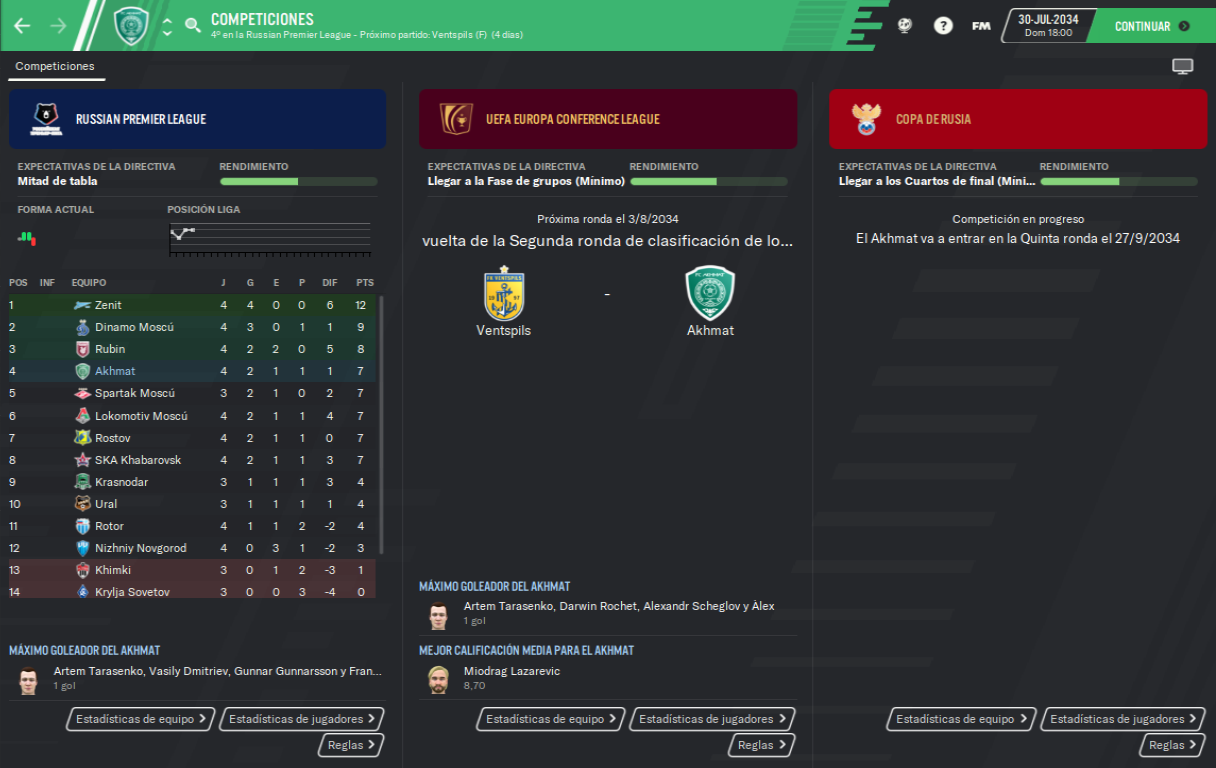 COMPETICIONES
4º en la Russian Premier League - Próximo partido: Ventspils (F) (4 días)
?
FM
30-JUL-2034
Dom 18:00
CONTINUAR
Competiciones
RUSSIAN PREMIER LEAGUE
EXPECTATIVAS DE LA DIRECTIVA RENDIMIENTO
Mitad de tabla
FORMA ACTUAL POSICIÓN LIGA
POS INF EQUIPO J G E P DIF PTS
1 Zenit 4 4 0 0 6 12
2 Dinamo Moscú 4 3 0 1 1 9
3 Rubin 4 2 2 0 5 8
4 Akhmat 4 2 1 1 1 7
5 Spartak Moscú 3 2 1 0 2 7
6 Lokomotiv Moscú 4 2 1 1 4 7
7 Rostov 4 2 1 1 0 7
8 SKA Khabarovsk 4 2 1 1 3 7
9 Krasnodar 3 1 1 1 3 4
10 Ural 3 1 1 1 1 4
11 Rotor 4 1 1 2 -2 4
12 Nizhniy Novgorod 4 0 3 1 -2 3
13 Khimki 3 0 1 2 -3 1
14 Krylja Sovetov 3 0 0 3 -4 0
MÁXIMO GOLEADOR DEL AKHMAT
Artem Tarasenko, Vasily Dmitriev, Gunnar Gunnarsson y Fran...
1 gol
Estadísticas de equipo Estadísticas de jugadores
Reglas
UEFA EUROPA CONFERENCE LEAGUE
EXPECTATIVAS DE LA DIRECTIVA RENDIMIENTO
Llegar a la Fase de grupos (Mínimo)
Próxima ronda el 3/8/2034
vuelta de la Segunda ronda de clasificación de lo...
FK VENTSPILS
-
Ventspils Akhmat
MÁXIMO GOLEADOR DEL AKHMAT
Artem Tarasenko, Darwin Rochet, Alexandr Scheglov y Àlex
1 gol
MEJOR CALIFICACIÓN MEDIA PARA EL AKHMAT
Miodrag Lazarevic
8,70
Estadísticas de equipo Estadísticas de jugadores
Reglas
COPA DE RUSIA
EXPECTATIVAS DE LA DIRECTIVA RENDIMIENTO
Llegar a los Cuartos de final (Míni...
Competición en progreso
El Akhmat va a entrar en la Quinta ronda el 27/9/2034
Estadísticas de equipo Estadísticas de jugadores
Reglas